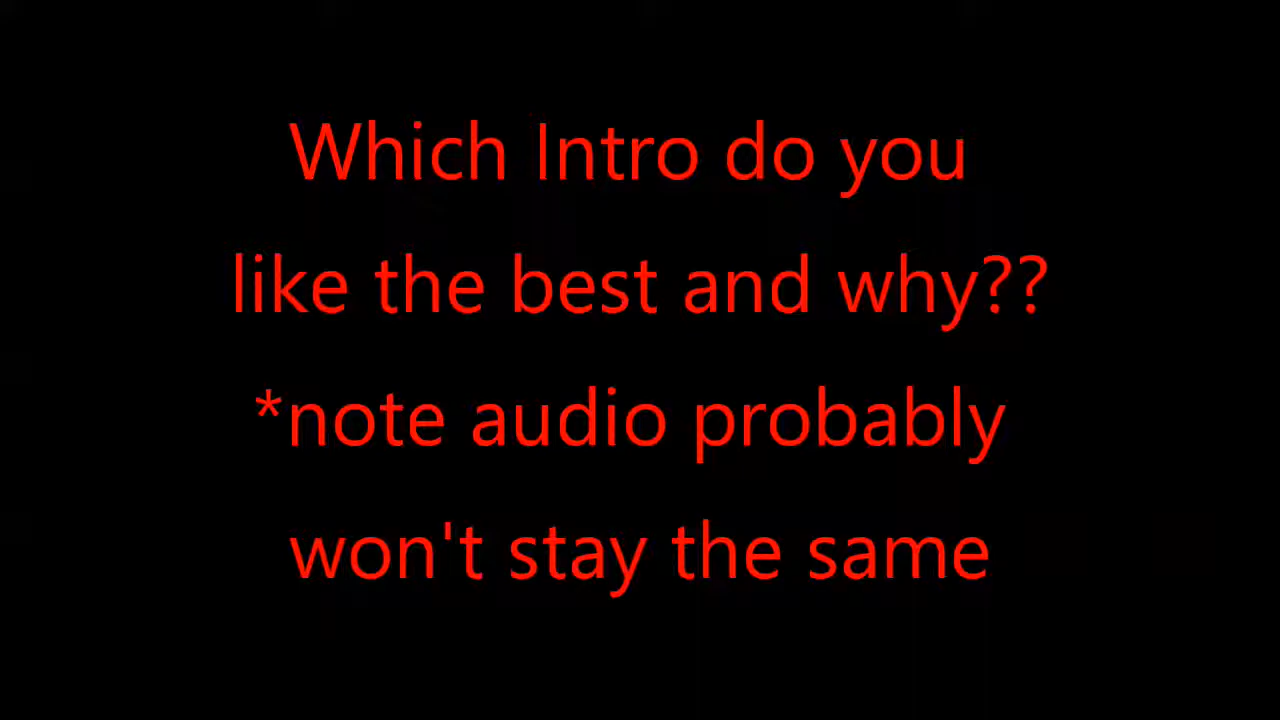 Which Intro do you
like the best and why??
*note audio probably
won't stay the same